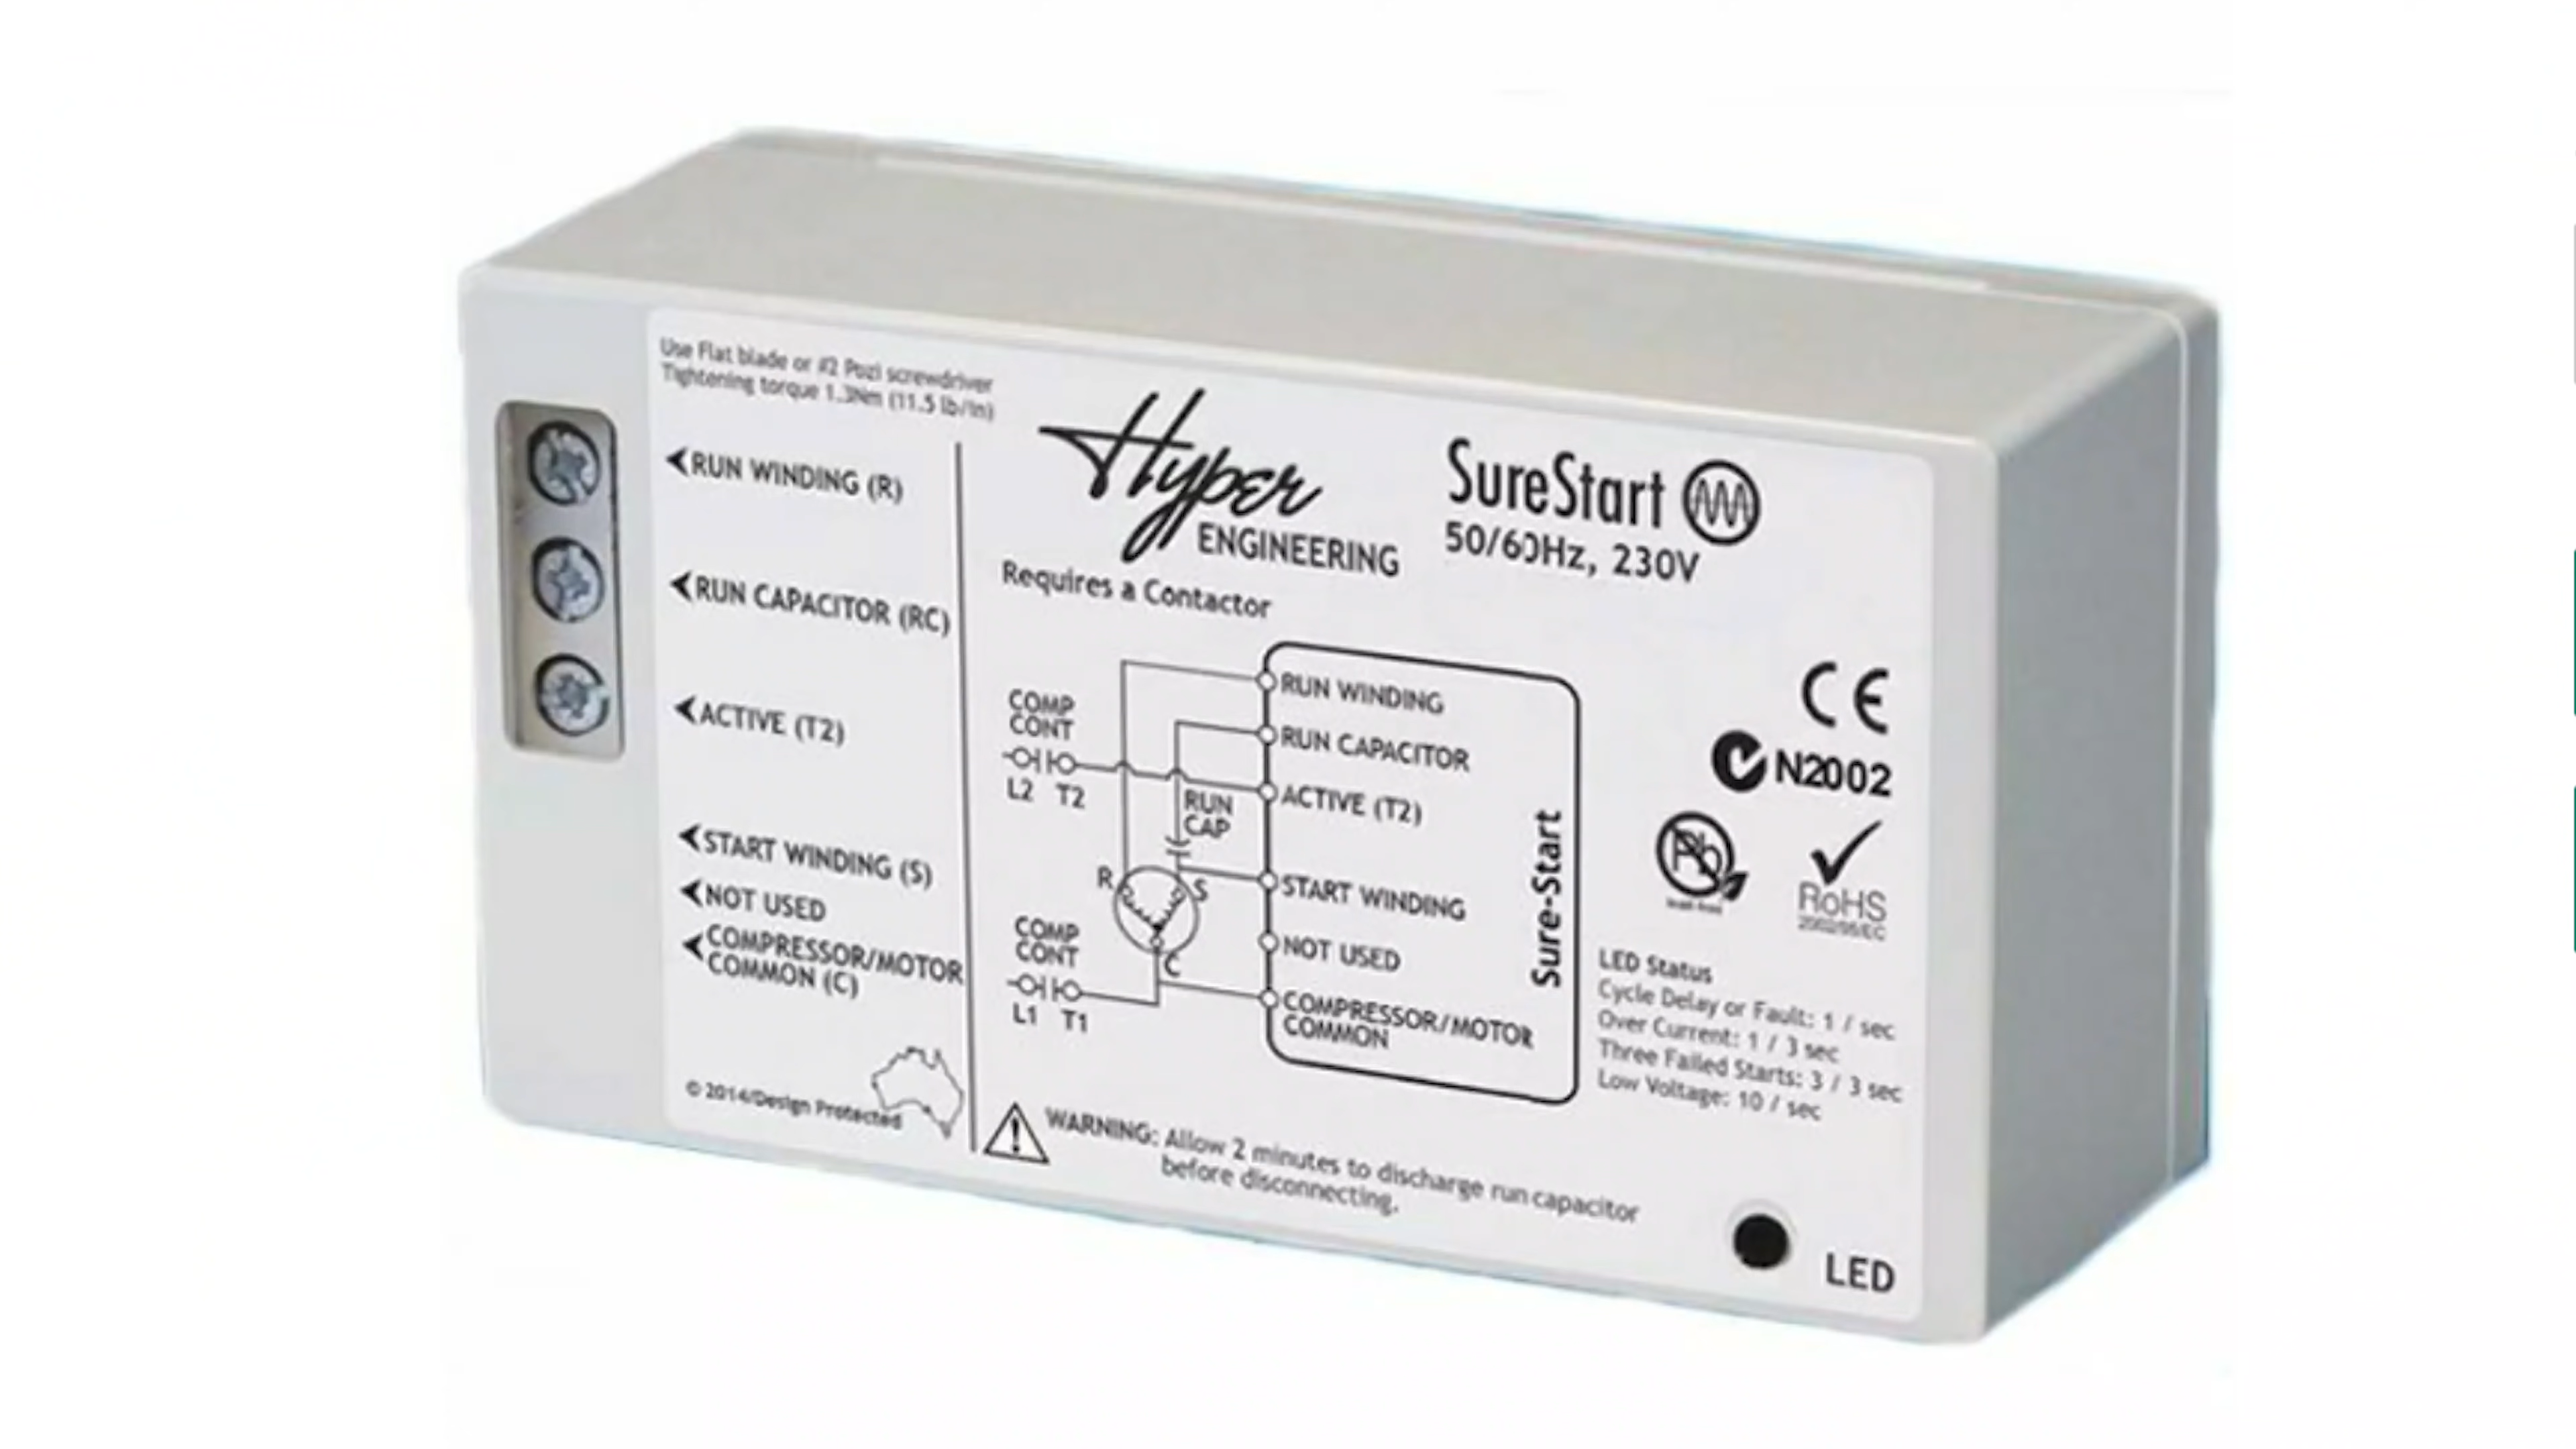 Use Flat blade or #2 Pozi screwdriver
Tightening torque 1.3Nm (11.5 lb/in)
RUN WINDING (R)
RUN CAPACITOR (RC)
ACTIVE (T2)
START WINDING (S)
NOT USED
COMPRESSOR/MOTOR
COMMON (C)
© 2014/Design Protected
Hyper
ENGINEERING
SureStart
50/60Hz, 230V
Requires a Contactor
COMP
CONT
L2 T2
RUN
CAP
R
S
C
COMP
CONT
L1 T1
RUN WINDING
RUN CAPACITOR
ACTIVE (T2)
START WINDING
NOT USED
COMPRESSOR/MOTOR
COMMON
Sure-Start
CE
N2002
Pb
RoHS
LED Status
Cycle Delay or Fault: 1 / sec
Over Current: 1 / 3 sec
Three Failed Starts: 3 / 3 sec
Low Voltage: 10 / sec
WARNING: Allow 2 minutes to discharge run capacitor
before disconnecting.
LED